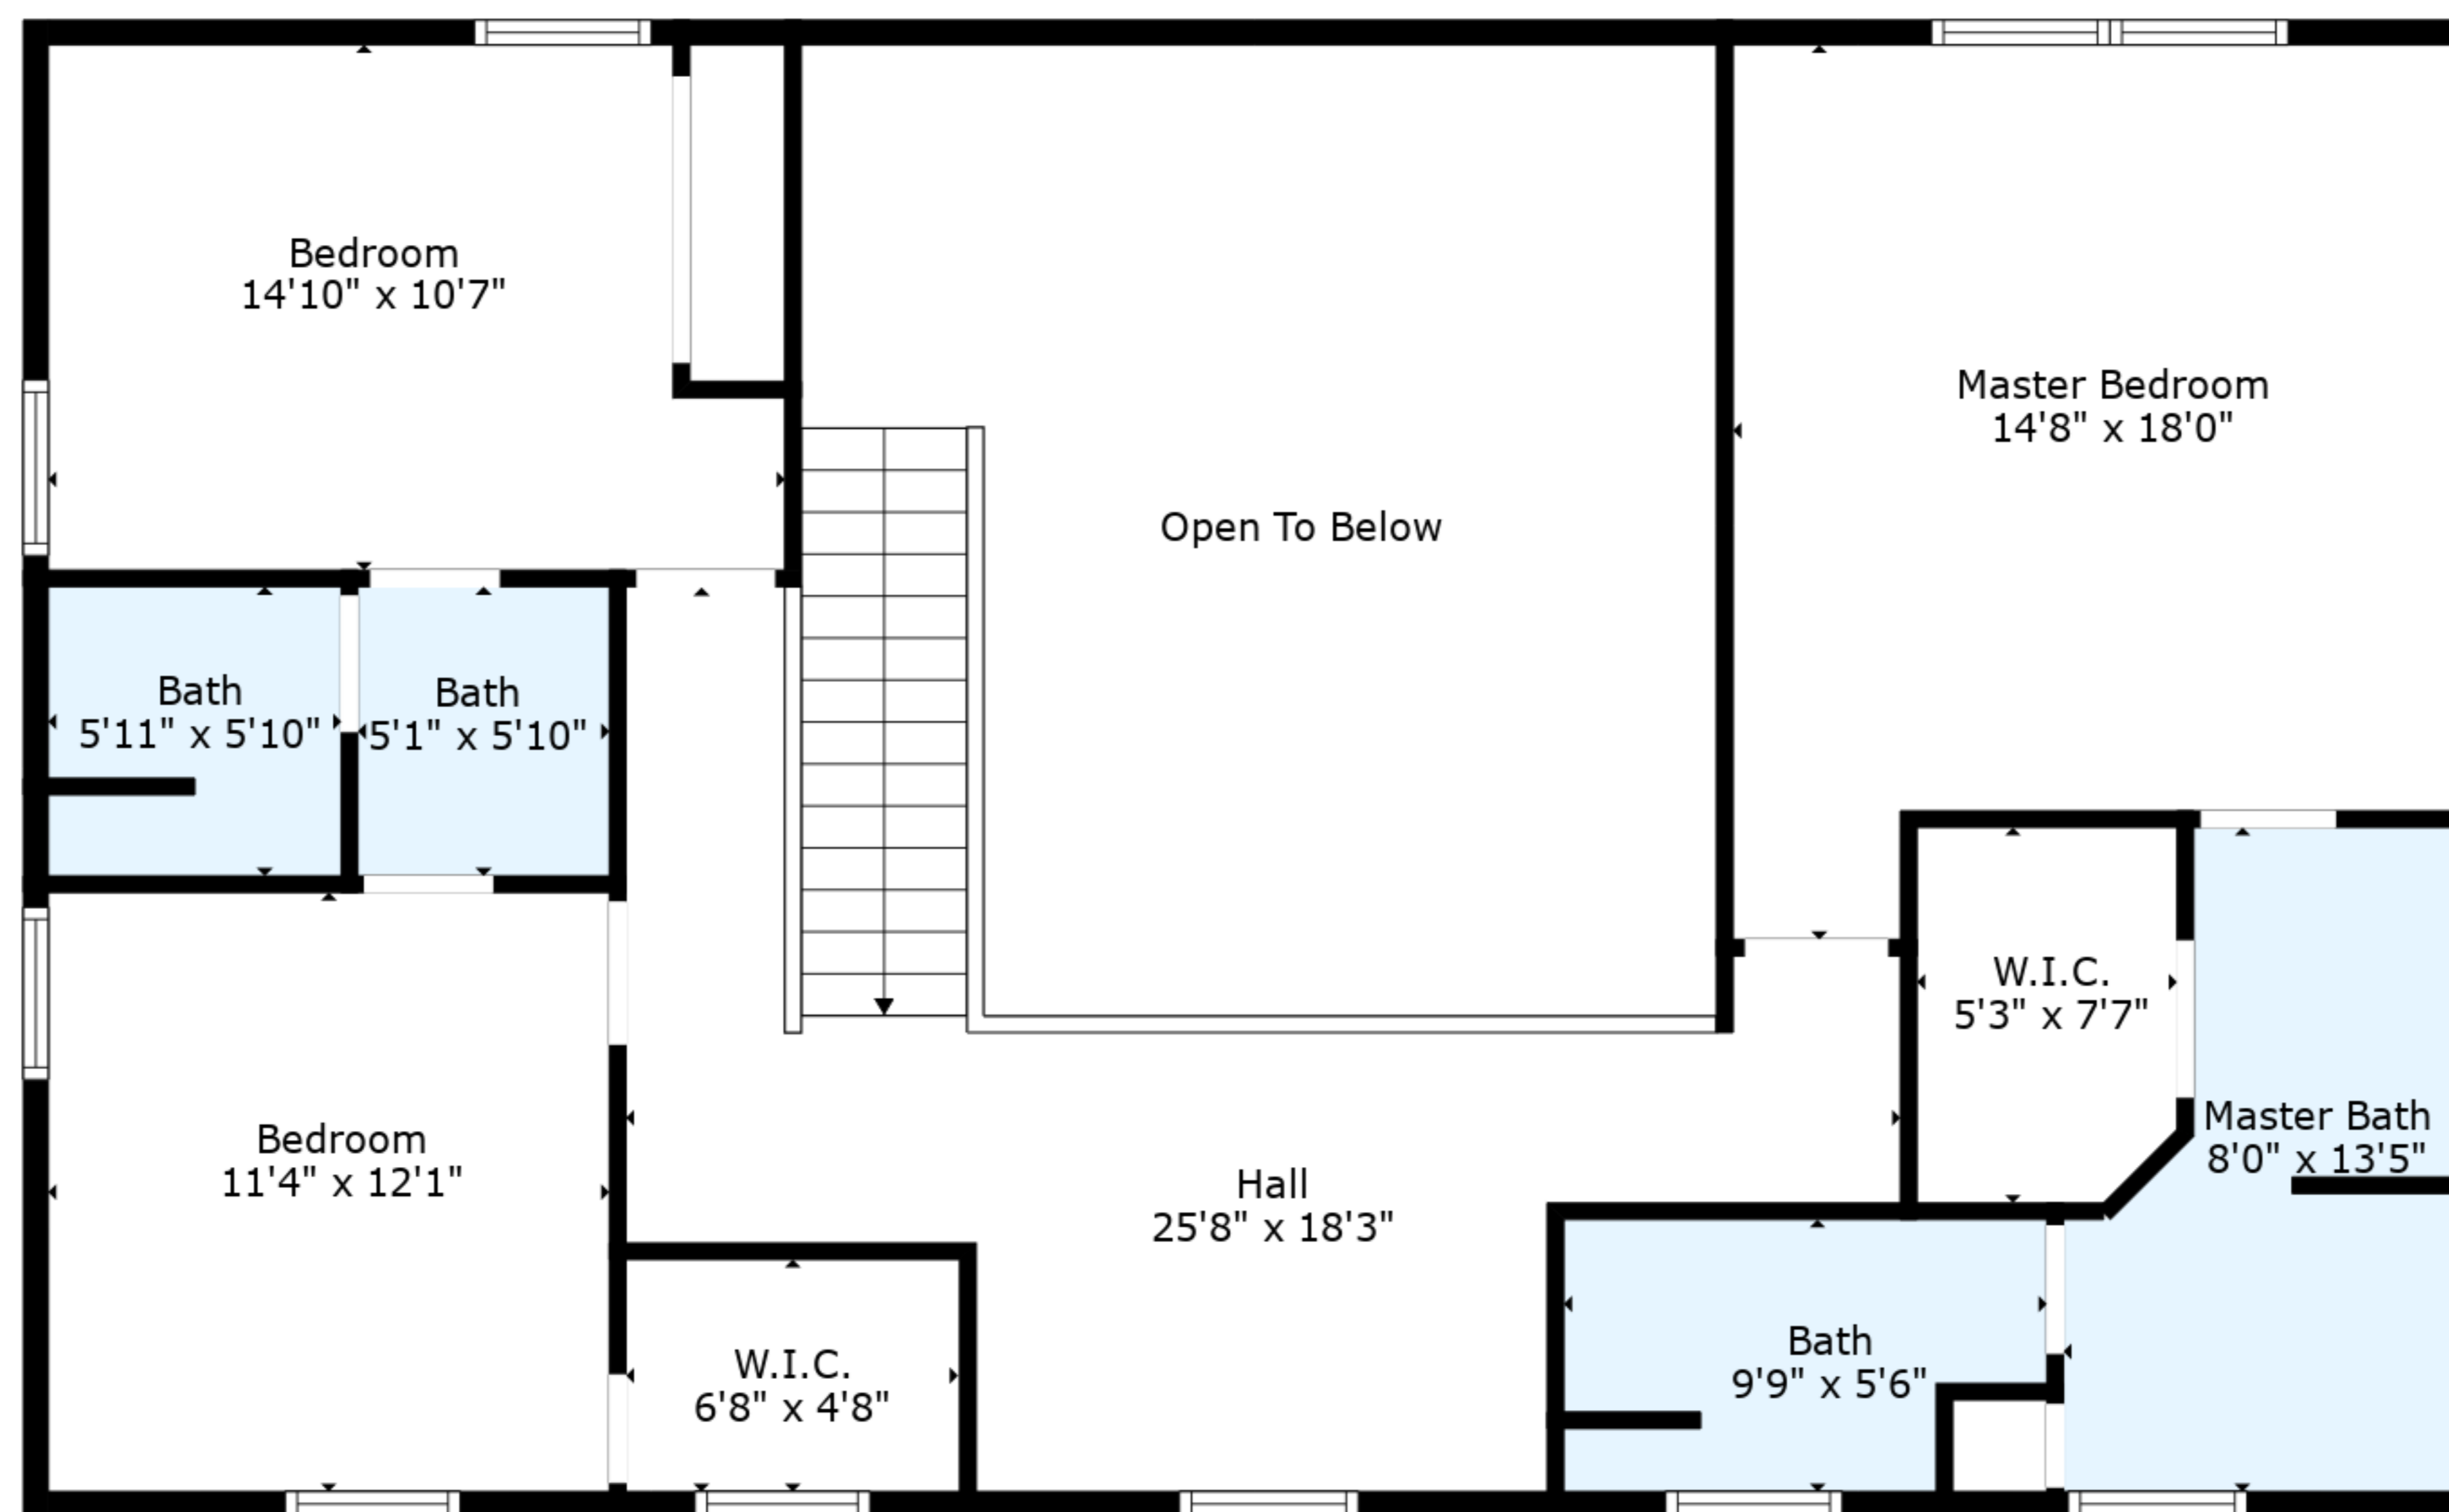 Bedroom
14'10" x 10'7"
Master Bedroom
14'8" x 18'0"
Open To Below
Bath
5'11" x 5'10"
Bath
5'1" x 5'10"
W.I.C.
5'3" x 7'7"
Master Bath
8'0" x 13'5"
Bedroom
11'4" x 12'1"
Hall
25'8" x 18'3"
W.I.C.
6'8" x 4'8"
Bath
9'9" x 5'6"